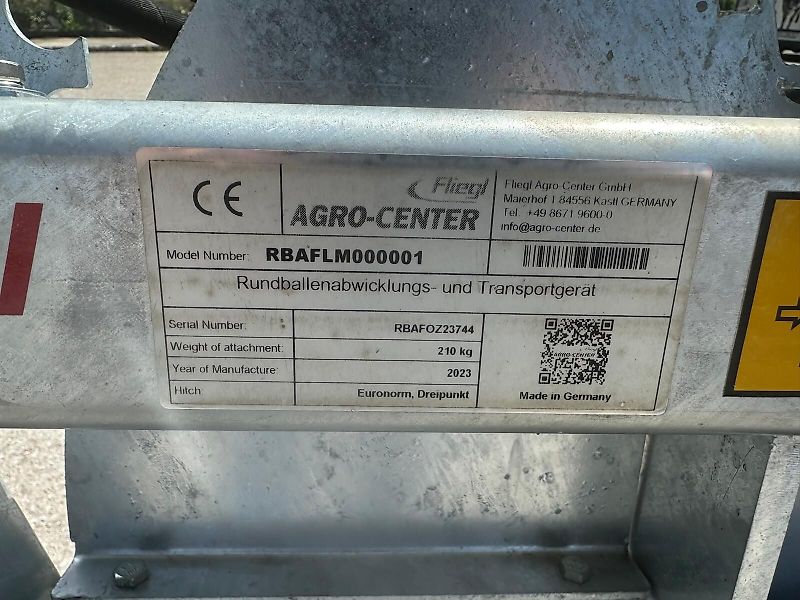 CE
Fliegl
AGRO-CENTER
Fliegl Agro-Center GmbH
Maierhof 1 84556 Kastl GERMANY
Tel. +49 8671 9600-0
info@agro-center.de
Model Number: RBAFLM000001
Rundballenabwicklungs- und Transportgerät
Serial Number: RBAFOZ23744
Weight of attachment: 210 kg
Year of Manufacture: 2023
Hitch: Euronorm, Dreipunkt
AGRO-CENTER
Made in Germany